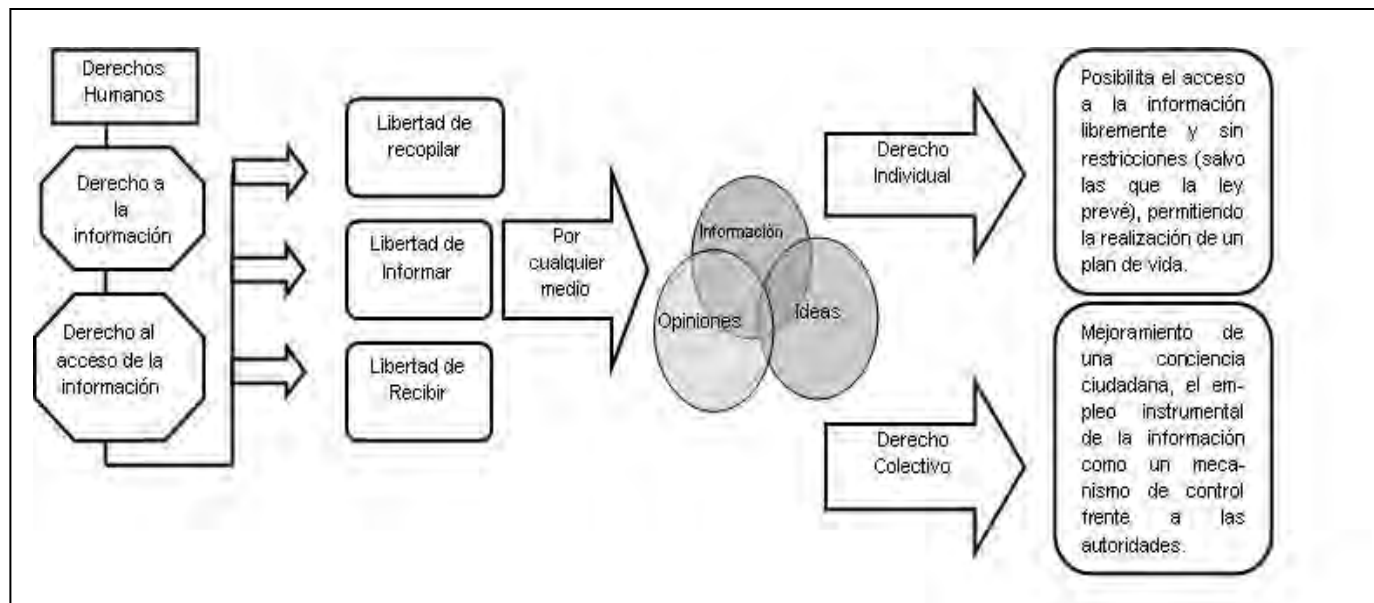 Derechos
Humanos
Derecho a
la
información
Derecho al
acceso de la
información
Libertad de
recopilar
Libertad de
Informar
Libertad de
Recibir
Por
cualquier
medio
Información
Opiniones
Ideas
Derecho
Individual
Derecho
Colectivo
Posibilita el acceso
a la información
libremente y sin
restricciones (salvo
las que la ley
prevé), permitiendo
la realización de un
plan de vida.
Mejoramiento de
una conciencia
ciudadana, el em-
pleo instrumental
de la información
como un meca-
nismo de control
frente a las
autoridades.